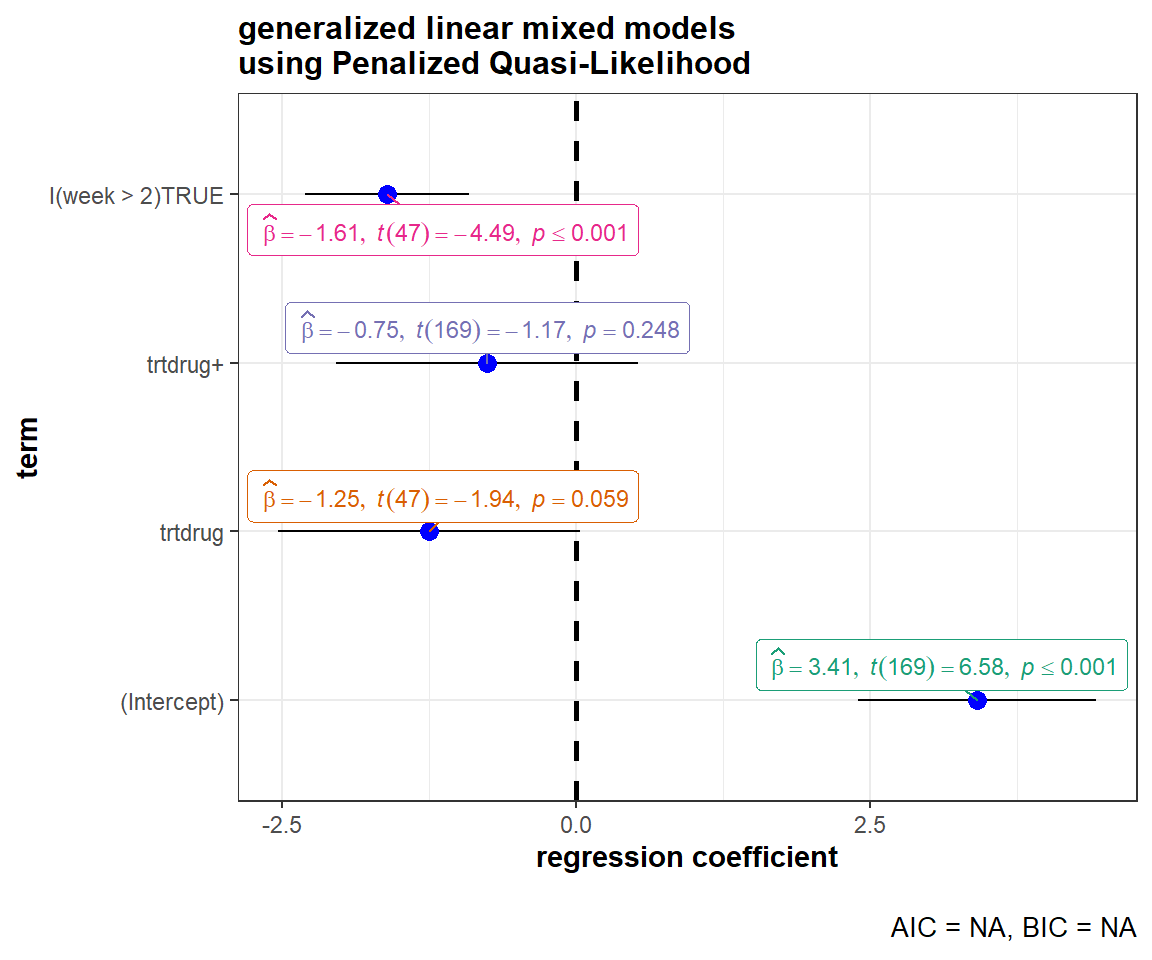 generalized linear mixed models
using Penalized Quasi-Likelihood
term
I(week > 2)TRUE
β̂ = −1.61, t(47) = −4.49, p ≤ 0.001
trtdrug+
β̂ = −0.75, t(169) = −1.17, p = 0.248
trtdrug
β̂ = −1.25, t(47) = −1.94, p = 0.059
(Intercept)
β̂ = 3.41, t(169) = 6.58, p ≤ 0.001
-2.5 0.0 2.5
regression coefficient
AIC = NA, BIC = NA